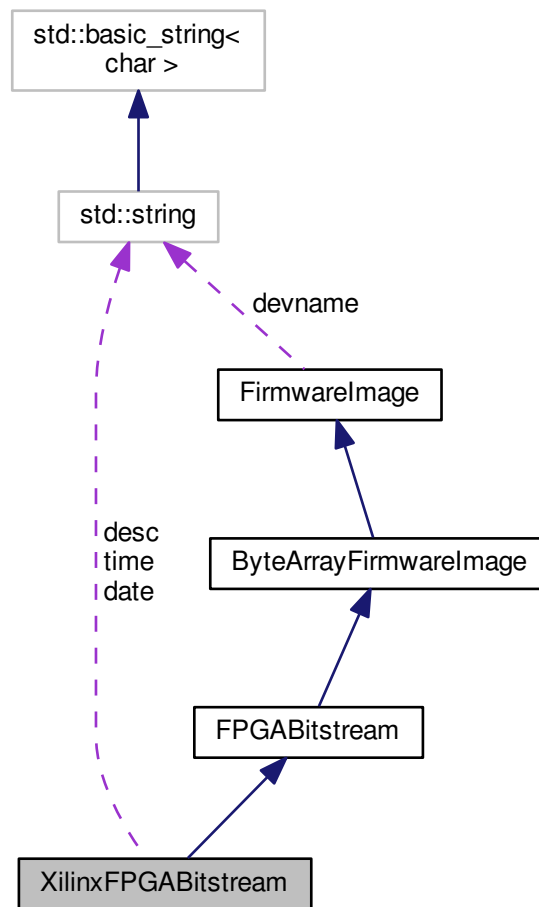 std::basic_string<
char >
std::string
devname
FirmwareImage
desc
time
date
ByteArrayFirmwareImage
FPGABitstream
XilinxFPGABitstream